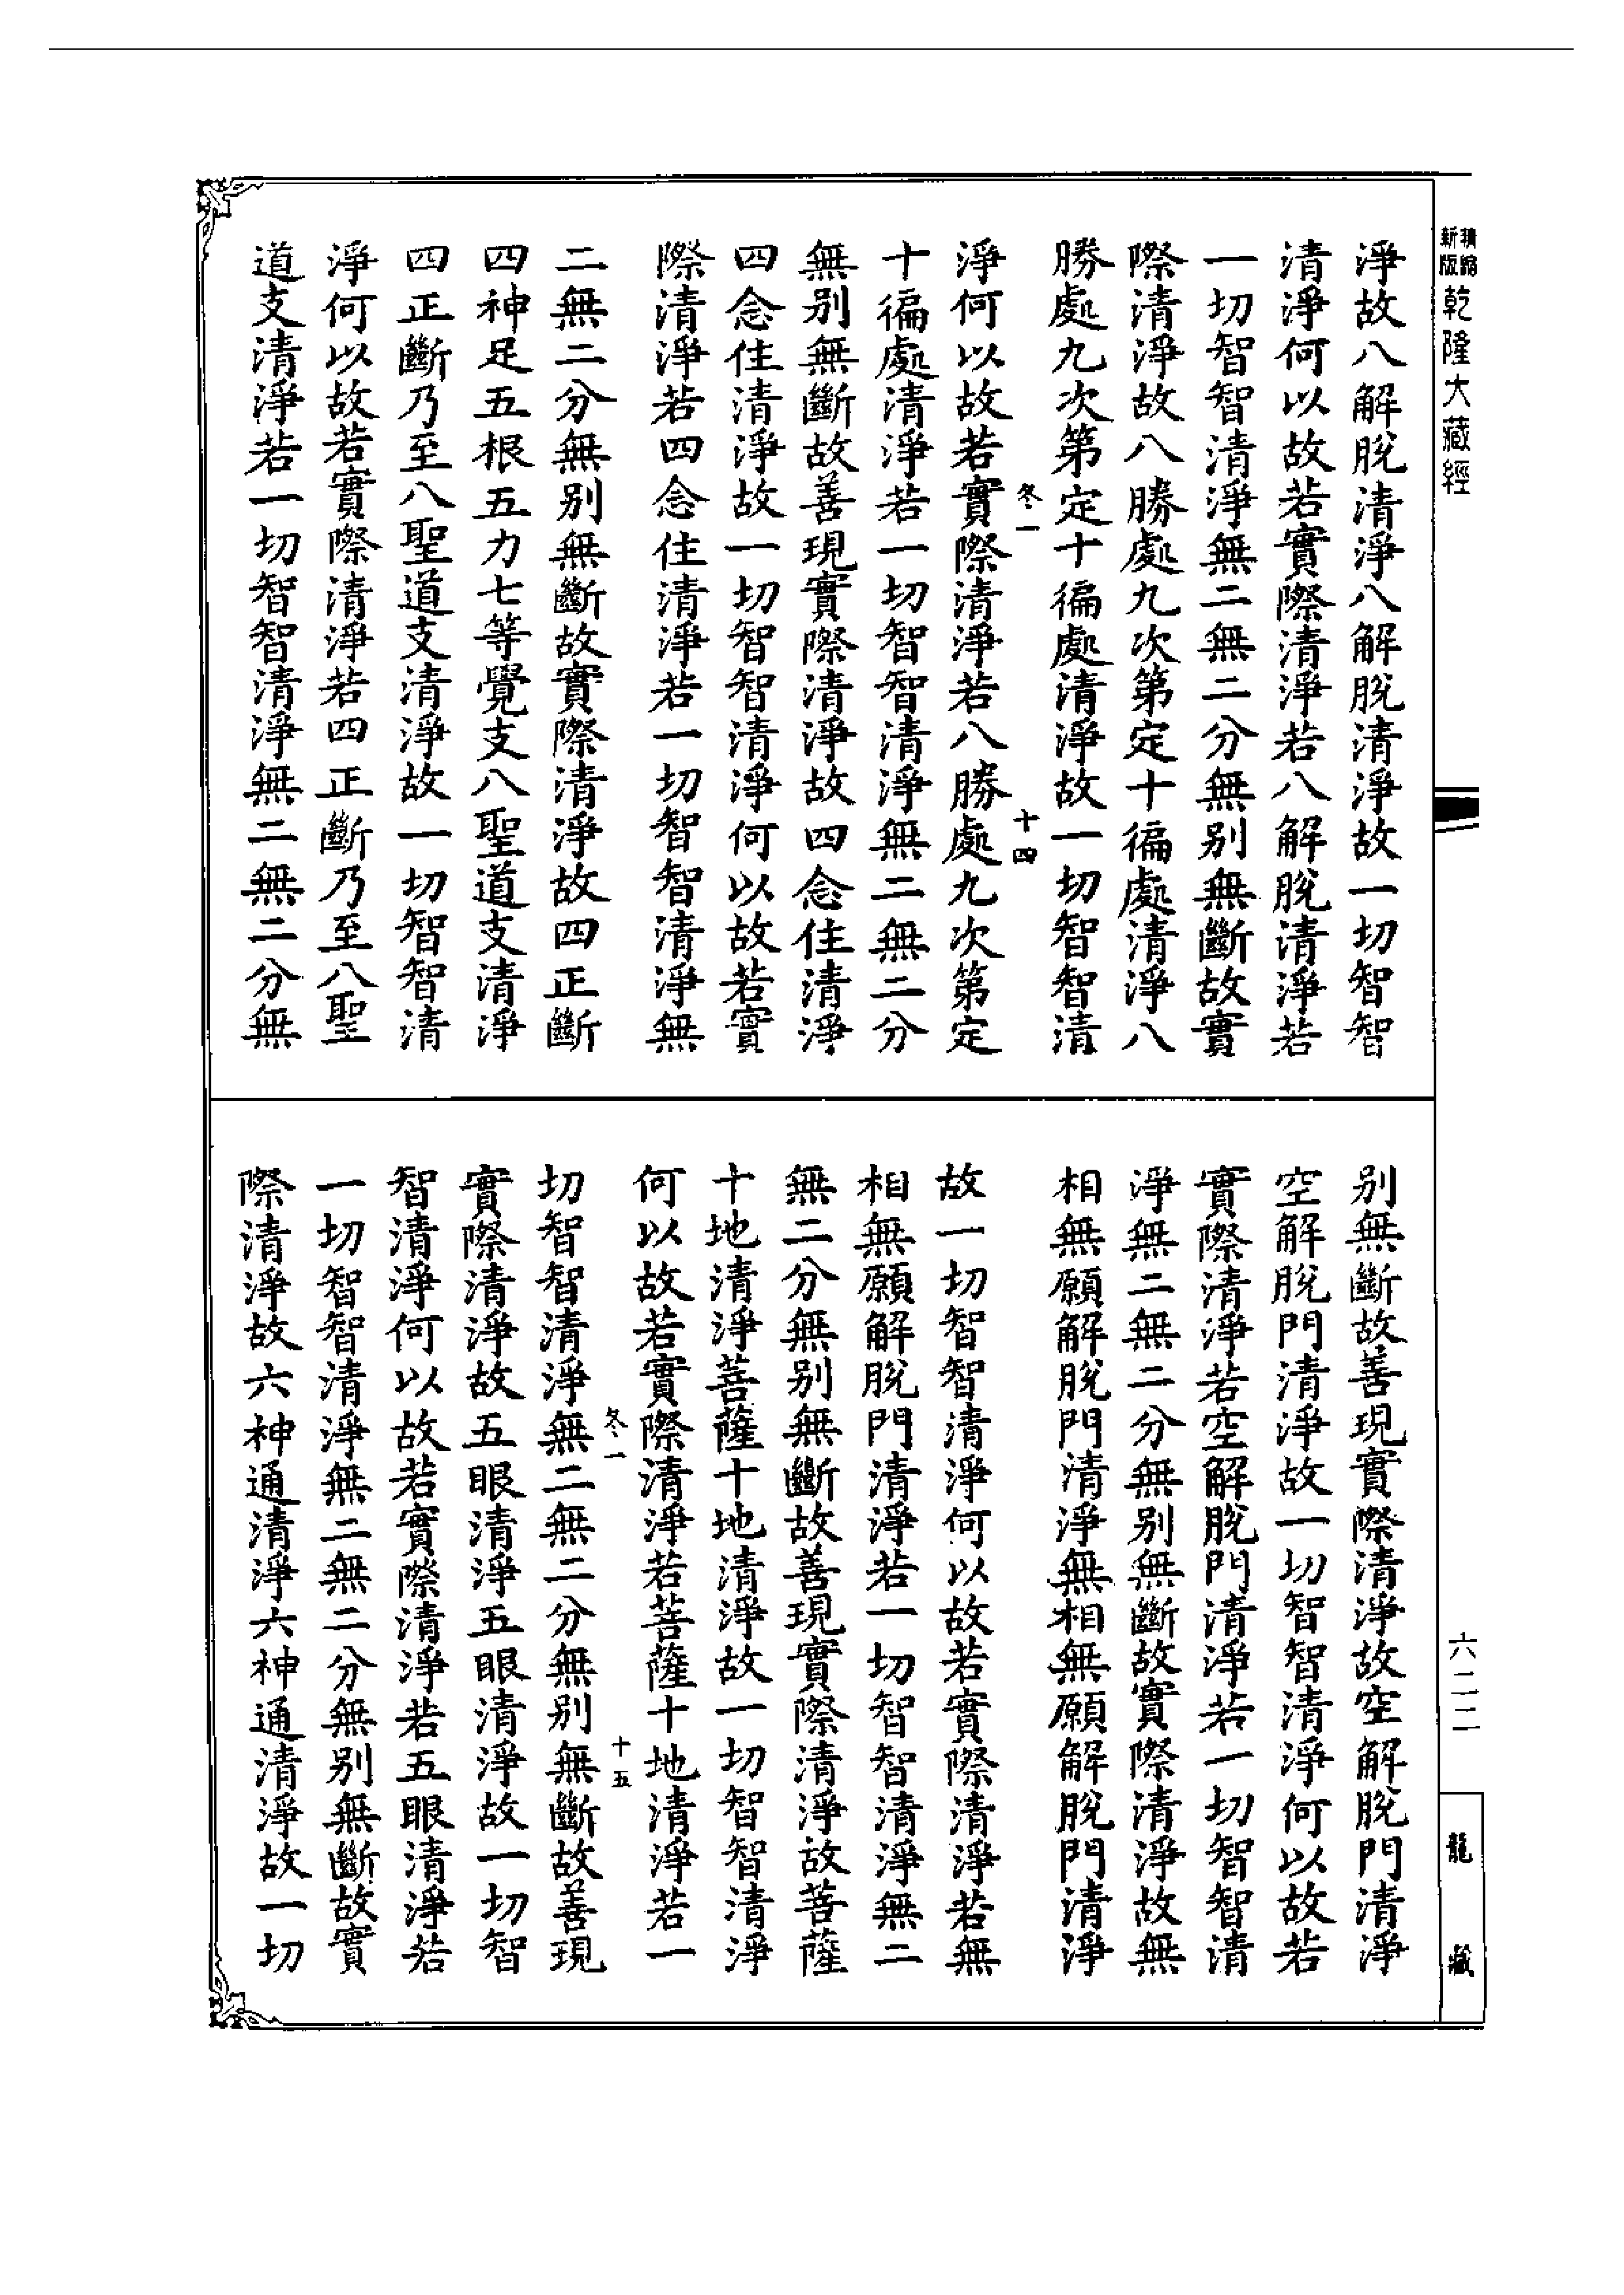 新版精縮乾隆大藏經
淨故八解脫清淨八解脫清淨故一切智智
清淨何以故若實際清淨若八解脫清淨若
一切智智清淨無二無二分無別無斷故實
際清淨故八勝處九次第定十徧處清淨八
勝處九次第定十徧處清淨故一切智智清
冬一
十四
淨何以故若實際清淨若八勝處九次第定
十徧處清淨若一切智智清淨無二無二分
無別無斷故善現實際清淨故四念住清淨
四念住清淨故一切智智清淨何以故若實
際清淨若四念住清淨若一切智智清淨無
二無二分無別無斷故實際清淨故四正斷
四神足五根五力七等覺支八聖道支清淨
四正斷乃至八聖道支清淨故一切智智清
淨何以故若實際清淨若四正斷乃至八聖
道支清淨若一切智智清淨無二無二分無
別無斷故善現實際清淨故空解脫門清淨
空解脫門清淨故一切智智清淨何以故若
實際清淨若空解脫門清淨若一切智智清
淨無二無二分無別無斷故實際清淨故無
相無願解脫門清淨無相無願解脫門清淨
故一切智智清淨何以故若實際清淨若無
相無願解脫門清淨若一切智智清淨無二
無二分無別無斷故善現實際清淨故菩薩
十地清淨菩薩十地清淨故一切智智清淨
何以故若實際清淨若菩薩十地清淨若一
冬一
十五
切智智清淨無二無二分無別無斷故善現
實際清淨故五眼清淨五眼清淨故一切智
智清淨何以故若實際清淨若五眼清淨若
一切智智清淨無二無二分無別無斷故實
際清淨故六神通清淨六神通清淨故一切
六二二
龍藏